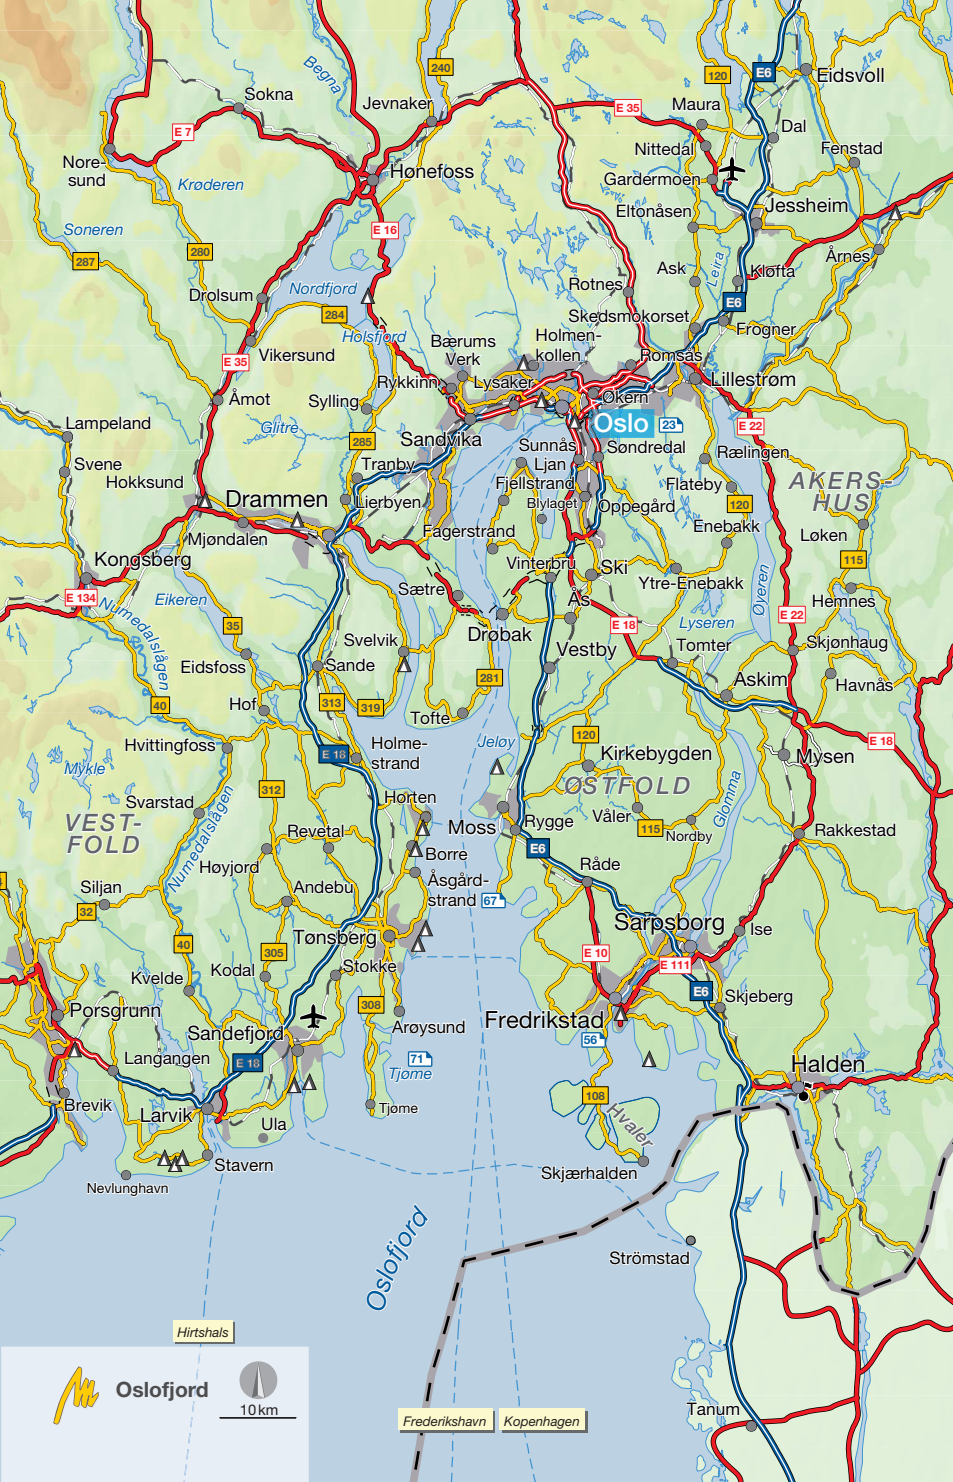 240
120
E6
Eidsvoll
Begna
Sokna
Jevnaker
Maura
E 35
Dal
E 7
Nittedal
Fenstad
Nore-
sund
Krøderen
Hønefoss
Gardermoen
Jessheim
Eltonåsen
Soneren
E 16
280
Årnes
287
Leira
Ask
Kløfta
Nordfjord
Rotnes
Drolsum
284
E6
Skedsmokorset
Holsfjord
Frogner
Bærums
Verk
Holmen-
kollen
Vikersund
E 35
Romsås
Rykkinn
Lysaker
Lillestrøm
Åmot
Sylling
Økern
Oslo
23
Lampeland
Glitre
E 22
285
Sandvika
Sunnås
Søndredal
Rælingen
Svene
Tranby
Ljan
Hokksund
Fjellstrand
Flateby
AKERS-
HUS
Drammen
Lierbyen
Blylaget
Oppegård
120
Enebakk
Mjøndalen
Fagerstrand
Løken
Kongsberg
Vinterbru
Ski
115
Ytre-Enebakk
Øyeren
E 134
Sætre
Ås
Hemnes
Numedalslågen
Eikeren
E 22
35
Drøbak
E 18
Lyseren
Svelvik
Vestby
Tomter
Skjønhaug
Eidsfoss
Sande
281
Askim
Havnås
40
Hof
313
319
Tofte
Jeløy
120
E 18
Hvittingfoss
E 18
Holme-
strand
Kirkebygden
Mysen
Mykle
ØSTFOLD
312
Glomma
Svarstad
Horten
Våler
VEST-
FOLD
Numedalslågen
Revetal
Moss
Rygge
115
Nordby
Rakkestad
E6
Høyjord
Borre
Råde
Siljan
Andebu
Åsgård-
strand
67
32
Sarpsborg
Ise
40
305
Tønsberg
E 10
E 111
Kvelde
Kodal
Stokke
E6
Skjeberg
308
Porsgrunn
Sandefjord
Arøysund
Fredrikstad
56
Langangen
E 18
71
Tjøme
Halden
108
Brevik
Larvik
Tjøme
Hvaler
Ula
Stavern
Skjærhalden
Nevlunghavn
Oslofjord
Strömstad
Hirtshals
Oslofjord
10 km
Tanum
Frederikshavn
Kopenhagen